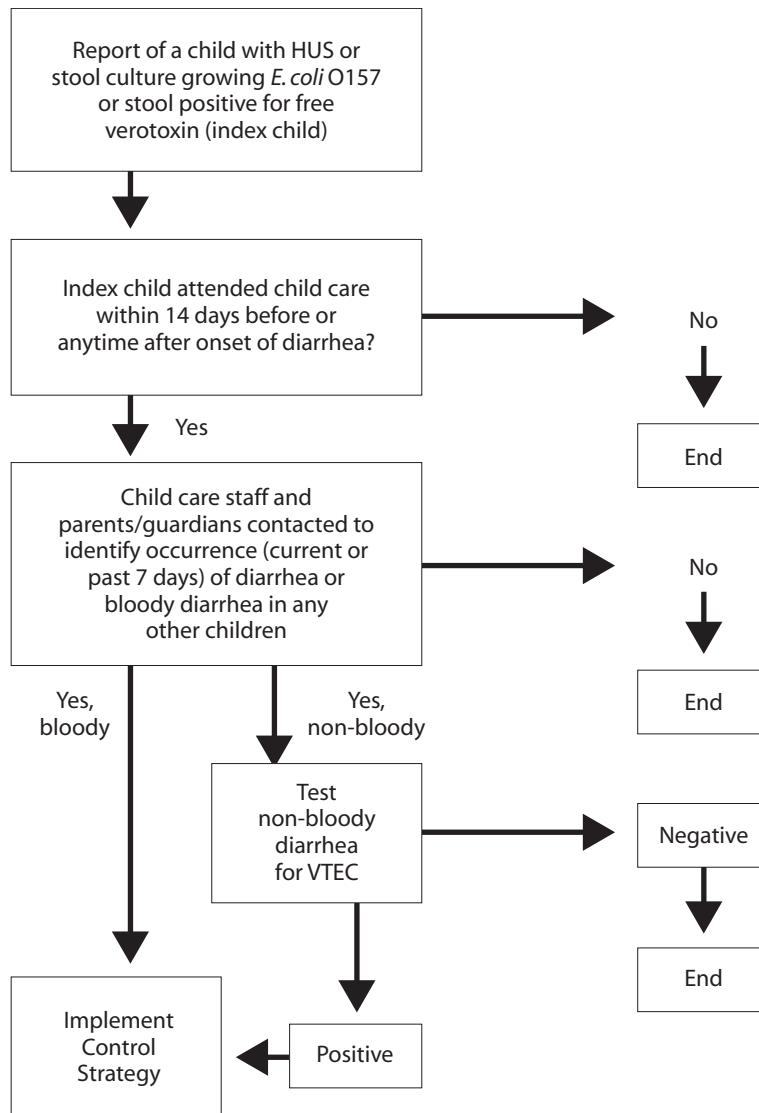 Report of a child with HUS or
stool culture growing E. coli O157
or stool positive for free
verotoxin (index child)
Index child attended child care
within 14 days before or
anytime after onset of diarrhea?
No
Yes
End
Child care staff and
parents/guardians contacted to
identify occurrence (current or
past 7 days) of diarrhea or
bloody diarrhea in any
other children
No
End
Yes,
bloody
Yes,
non-bloody
Test
non-bloody
diarrhea
for VTEC
Negative
End
Implement
Control
Strategy
Positive